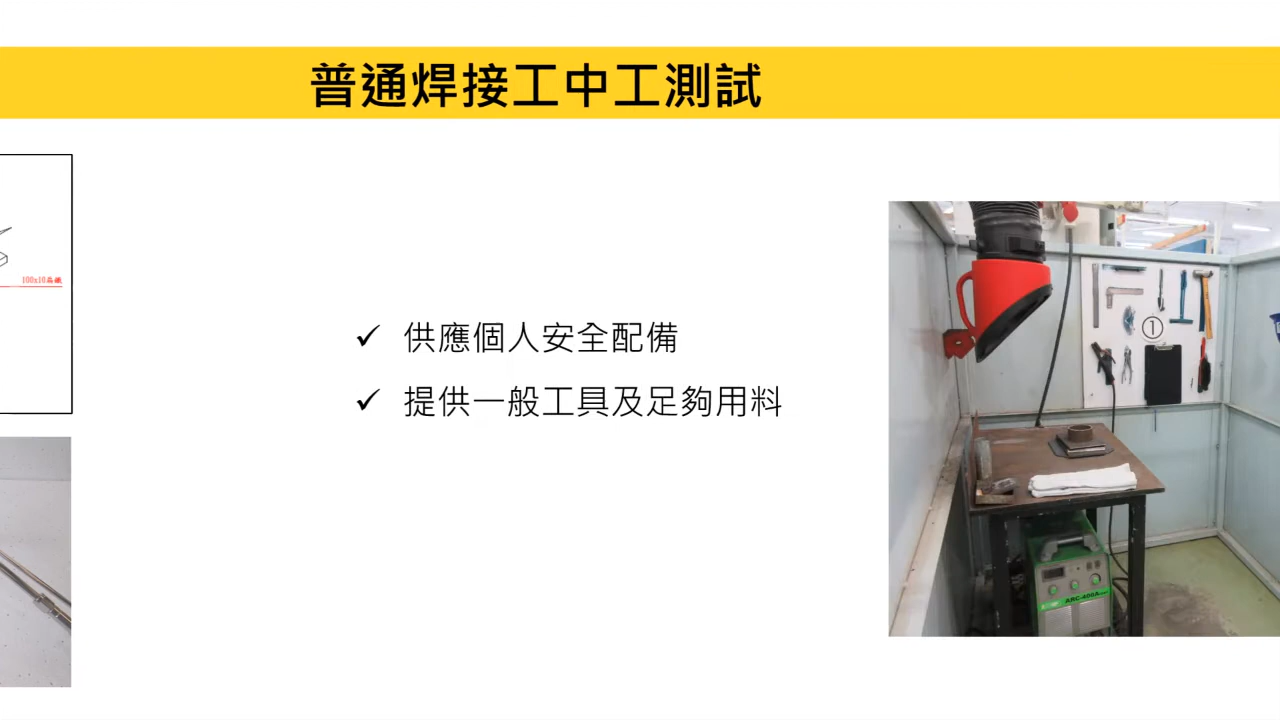 普通焊接工中工測試
100x10高鐵
✓ 供應個人安全配備
✓ 提供一般工具及足夠用料
①
ARC-400A